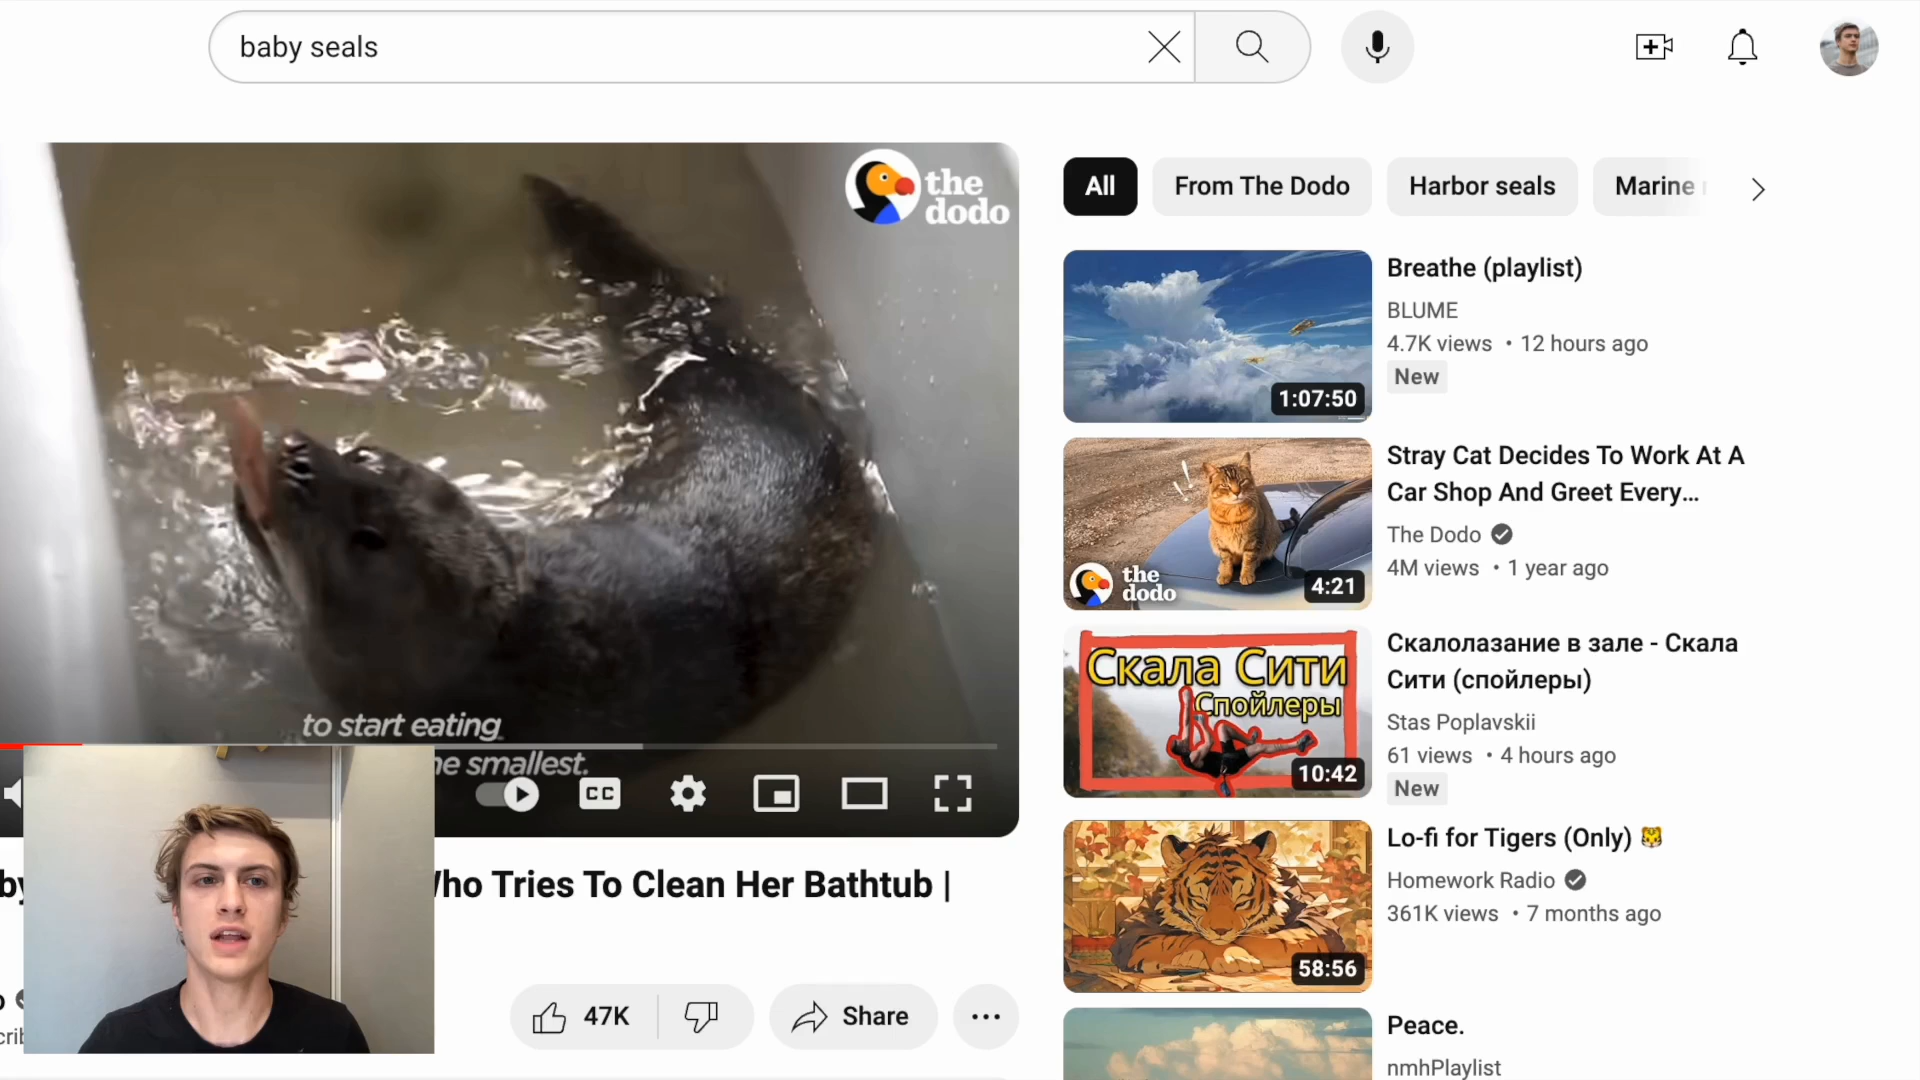 baby seals
the
dodo
to start eating
he smallest.
CC
Who Tries To Clean Her Bathtub |
47K
Share
All
From The Dodo
Harbor seals
Marine
1:07:50
Breathe (playlist)
BLUME
4.7K views • 12 hours ago
New
the
dodo
4:21
Stray Cat Decides To Work At A
Car Shop And Greet Every...
The Dodo
4M views • 1 year ago
Скала Сити
Спойлеры
10:42
Скалолазание в зале - Скала
Сити (спойлеры)
Stas Poplavskii
61 views • 4 hours ago
New
58:56
Lo-fi for Tigers (Only) 🐯
Homework Radio
361K views • 7 months ago
Peace.
nmhPlaylist